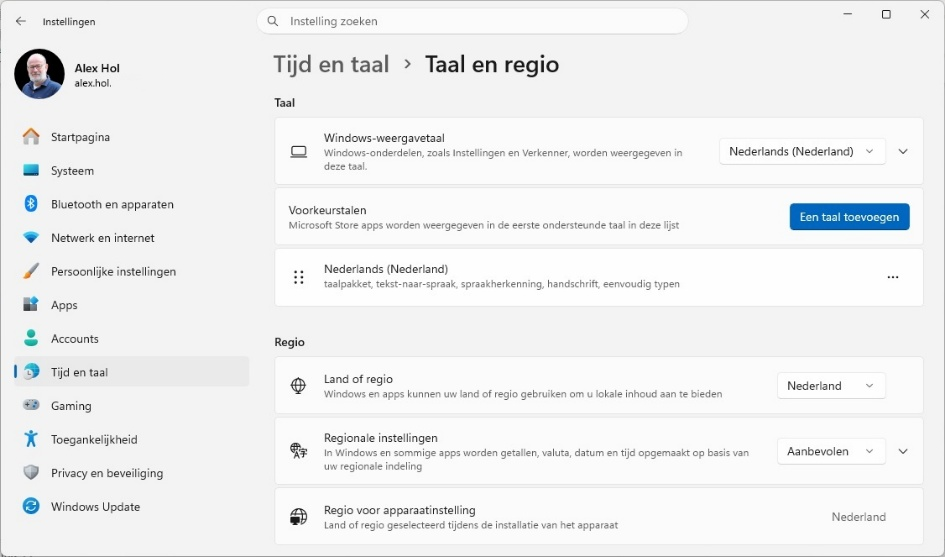 Instellingen
Instelling zoeken
Alex Hol
alex.hol.
Startpagina
Systeem
Bluetooth en apparaten
Netwerk en internet
Persoonlijke instellingen
Apps
Accounts
Tijd en taal
Gaming
Toegankelijkheid
Privacy en beveiliging
Windows Update
Tijd en taal › Taal en regio
Taal
Windows-weergavetaal
Windows-onderdelen, zoals Instellingen en Verkenner, worden weergegeven in
deze taal.
Nederlands (Nederland)
Voorkeurstalen
Microsoft Store apps worden weergegeven in de eerste ondersteunde taal in deze lijst
Een taal toevoegen
Nederlands (Nederland)
taalpakket, tekst-naar-spraak, spraakherkenning, handschrift, eenvoudig typen
Regio
Land of regio
Windows en apps kunnen uw land of regio gebruiken om u lokale inhoud aan te bieden
Nederland
Regionale instellingen
In Windows en sommige apps worden getallen, valuta, datum en tijd opgemaakt op basis van
uw regionale indeling
Aanbevolen
Regio voor apparaatinstelling
Land of regio geselecteerd tijdens de installatie van het apparaat
Nederland